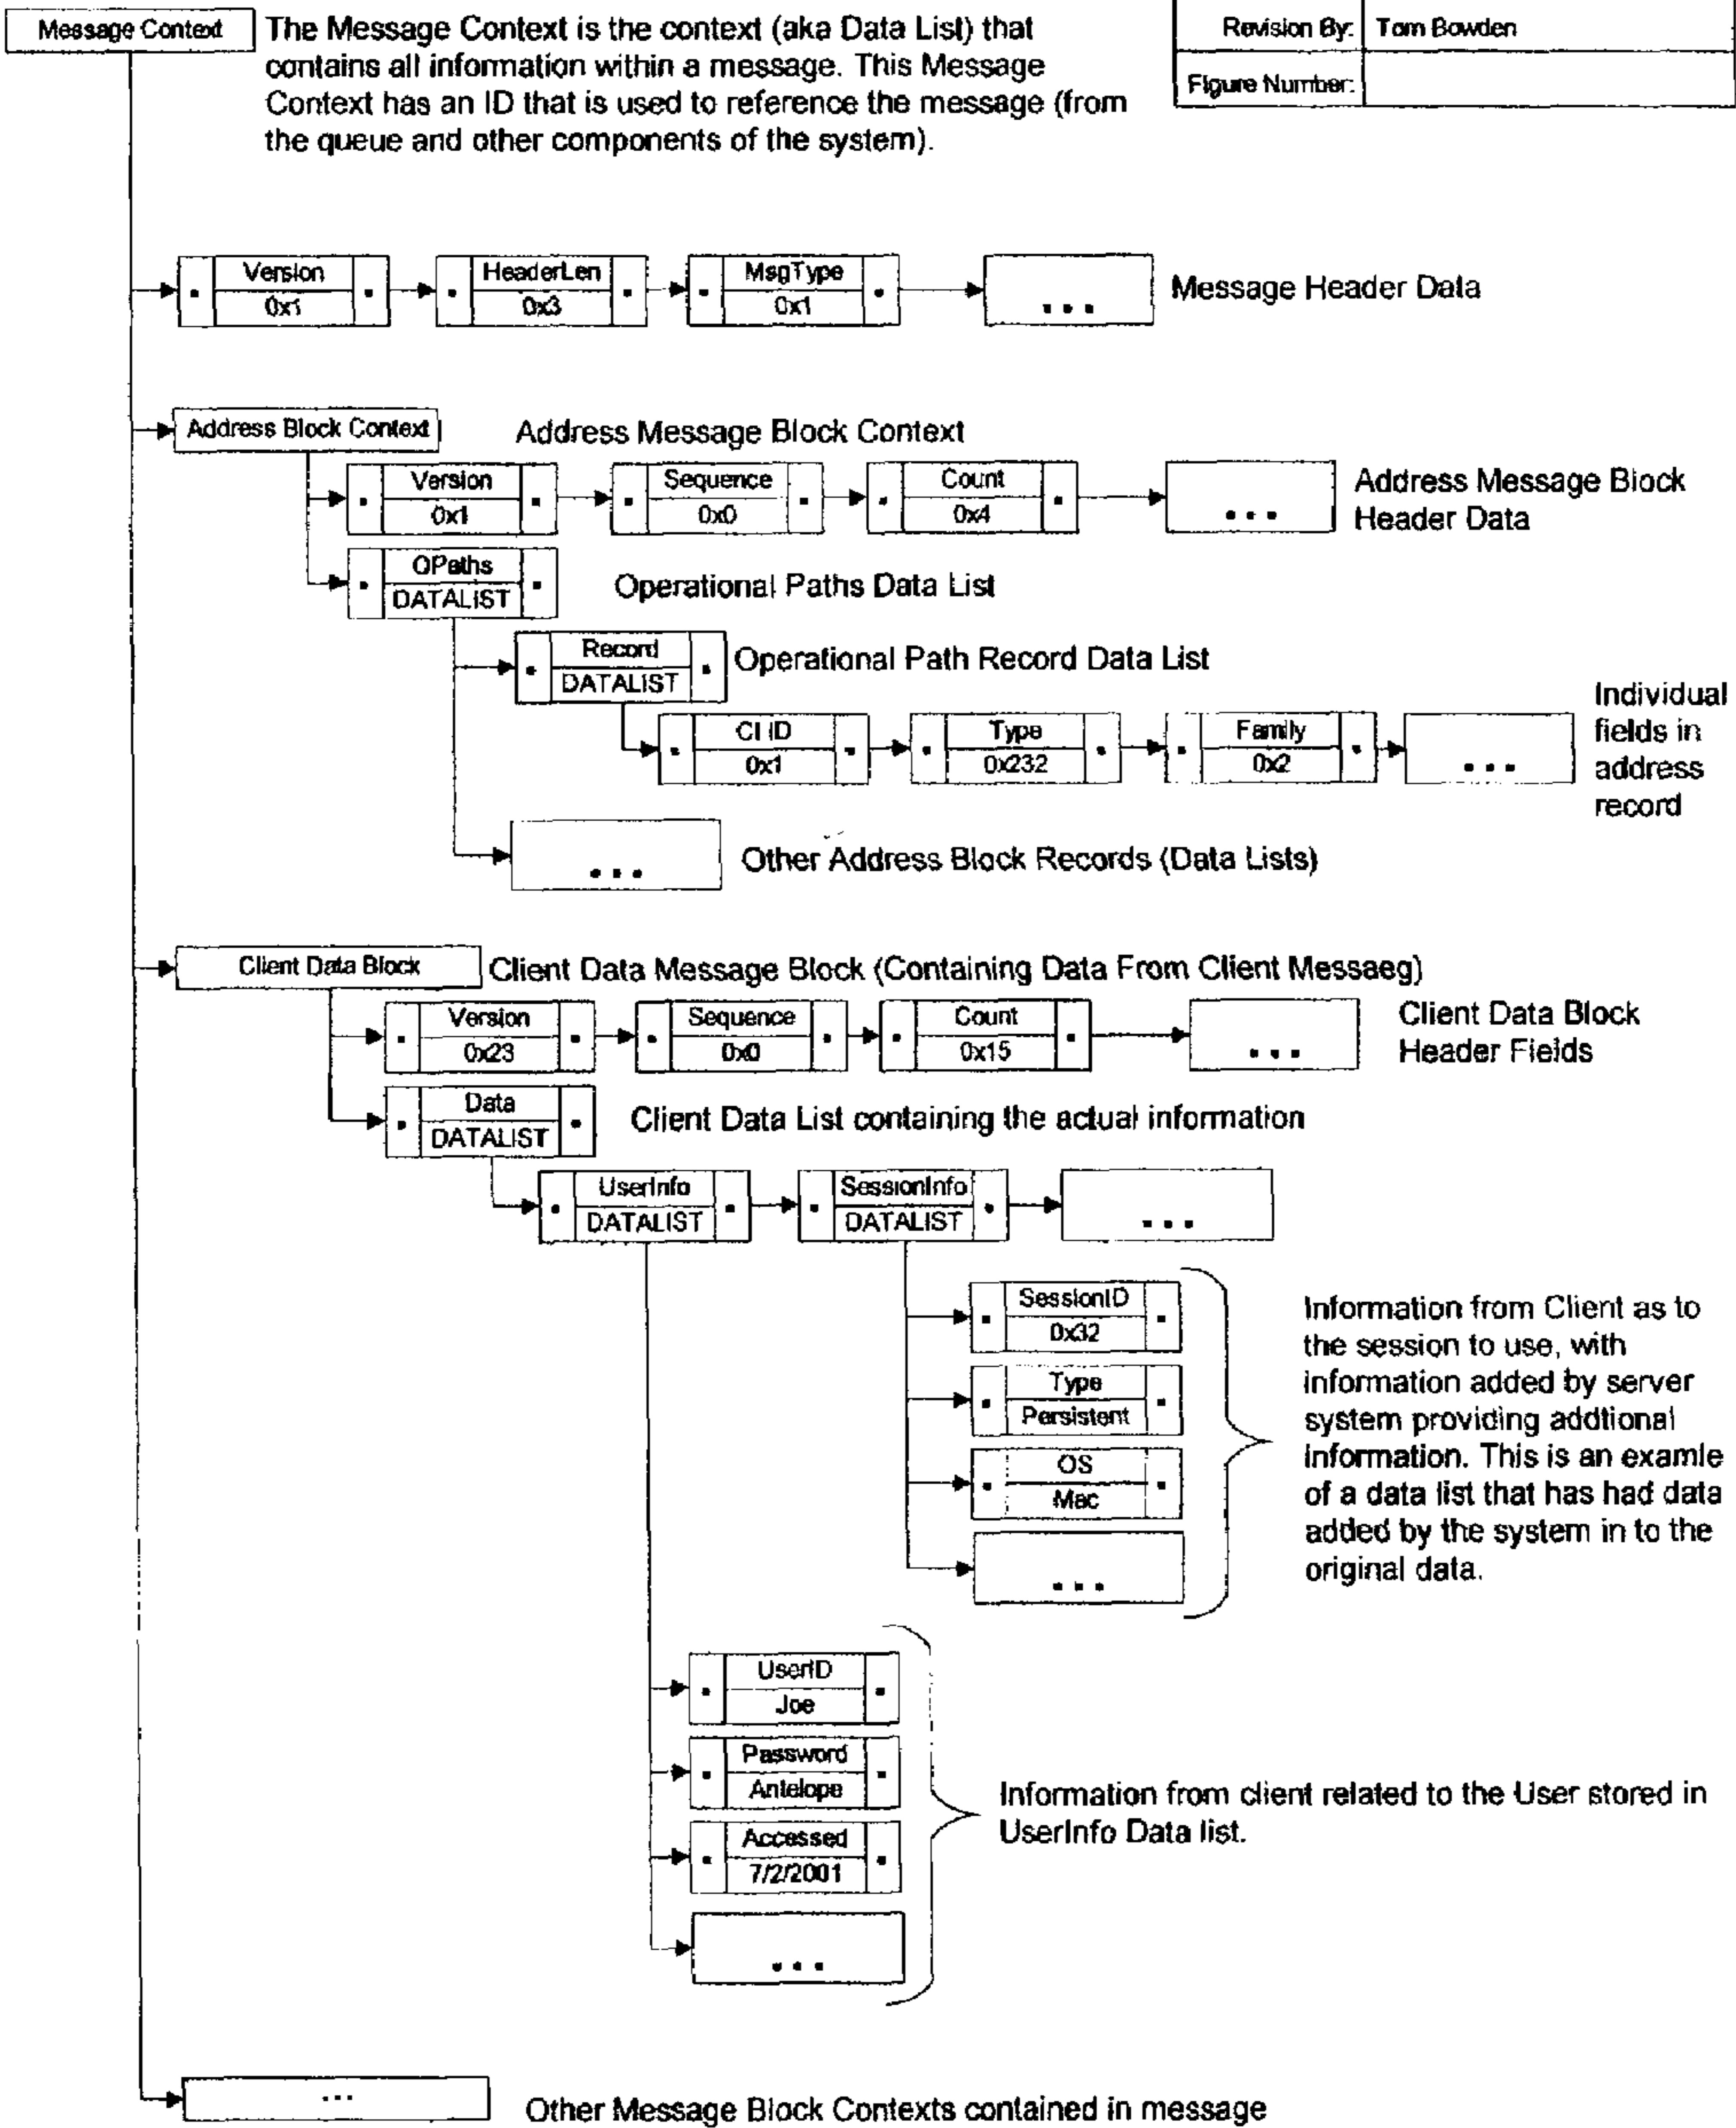 Message Context
The Message Context is the context (aka Data List) that
contains all information within a message. This Message
Context has an ID that is used to reference the message (from
the queue and other components of the system).
Revision By: Tom Bowden
Figure Number:
Version
0x1
HeaderLen
0x3
MsgType
0x1
...
Message Header Data
Address Block Context
Address Message Block Context
Version
0x1
Sequence
0x0
Count
0x4
...
Address Message Block
Header Data
OPaths
DATALIST
Operational Paths Data List
Record
DATALIST
Operational Path Record Data List
CI ID
0x1
Type
0x232
Family
0x2
...
Individual
fields in
address
record
...
Other Address Block Records (Data Lists)
Client Data Block
Client Data Message Block (Containing Data From Client Messaeg)
Version
0x23
Sequence
0x0
Count
0x15
...
Client Data Block
Header Fields
Data
DATALIST
Client Data List containing the actual information
UserInfo
DATALIST
SessionInfo
DATALIST
...
SessionID
0x32
Type
Persistent
OS
Mac
...
Information from Client as to
the session to use, with
information added by server
system providing addtional
information. This is an examle
of a data list that has had data
added by the system in to the
original data.
UserID
Joe
Password
Antelope
Accessed
7/2/2001
...
Information from client related to the User stored in
UserInfo Data list.
...
Other Message Block Contexts contained in message